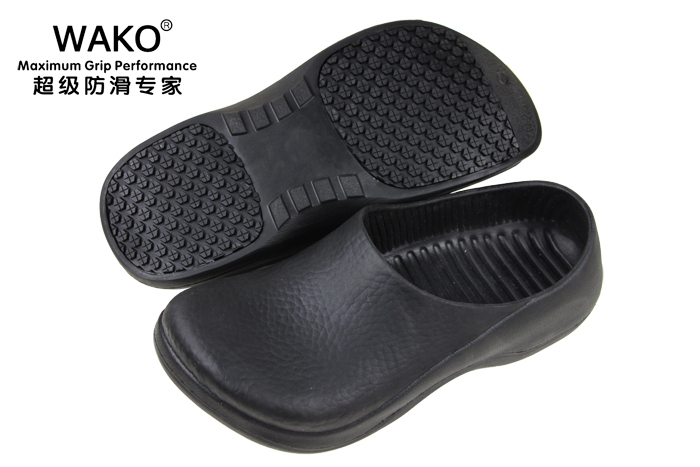 WAKO®
Maximum Grip Performance
超级防滑专家